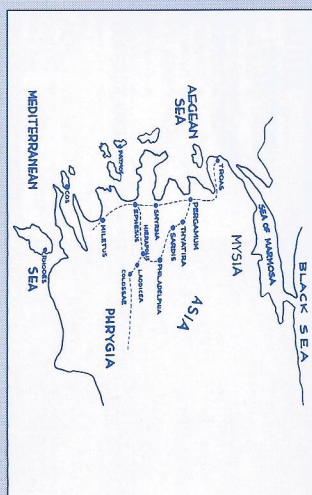 BLACK SEA
SEA OF MARMOSA
TROAS
MYSIA
AEGEAN
SEA
PERGAMUM
THYATIRA
ASIA
SMYRNA
SARDIS
PHILADELPHIA
EPHESUS
HIERAPOLIS
LAODICEA
COLOSSAE
PHRYGIA
PATMOS
MILETUS
COS
MEDITERRANEAN
SEA
RHODES